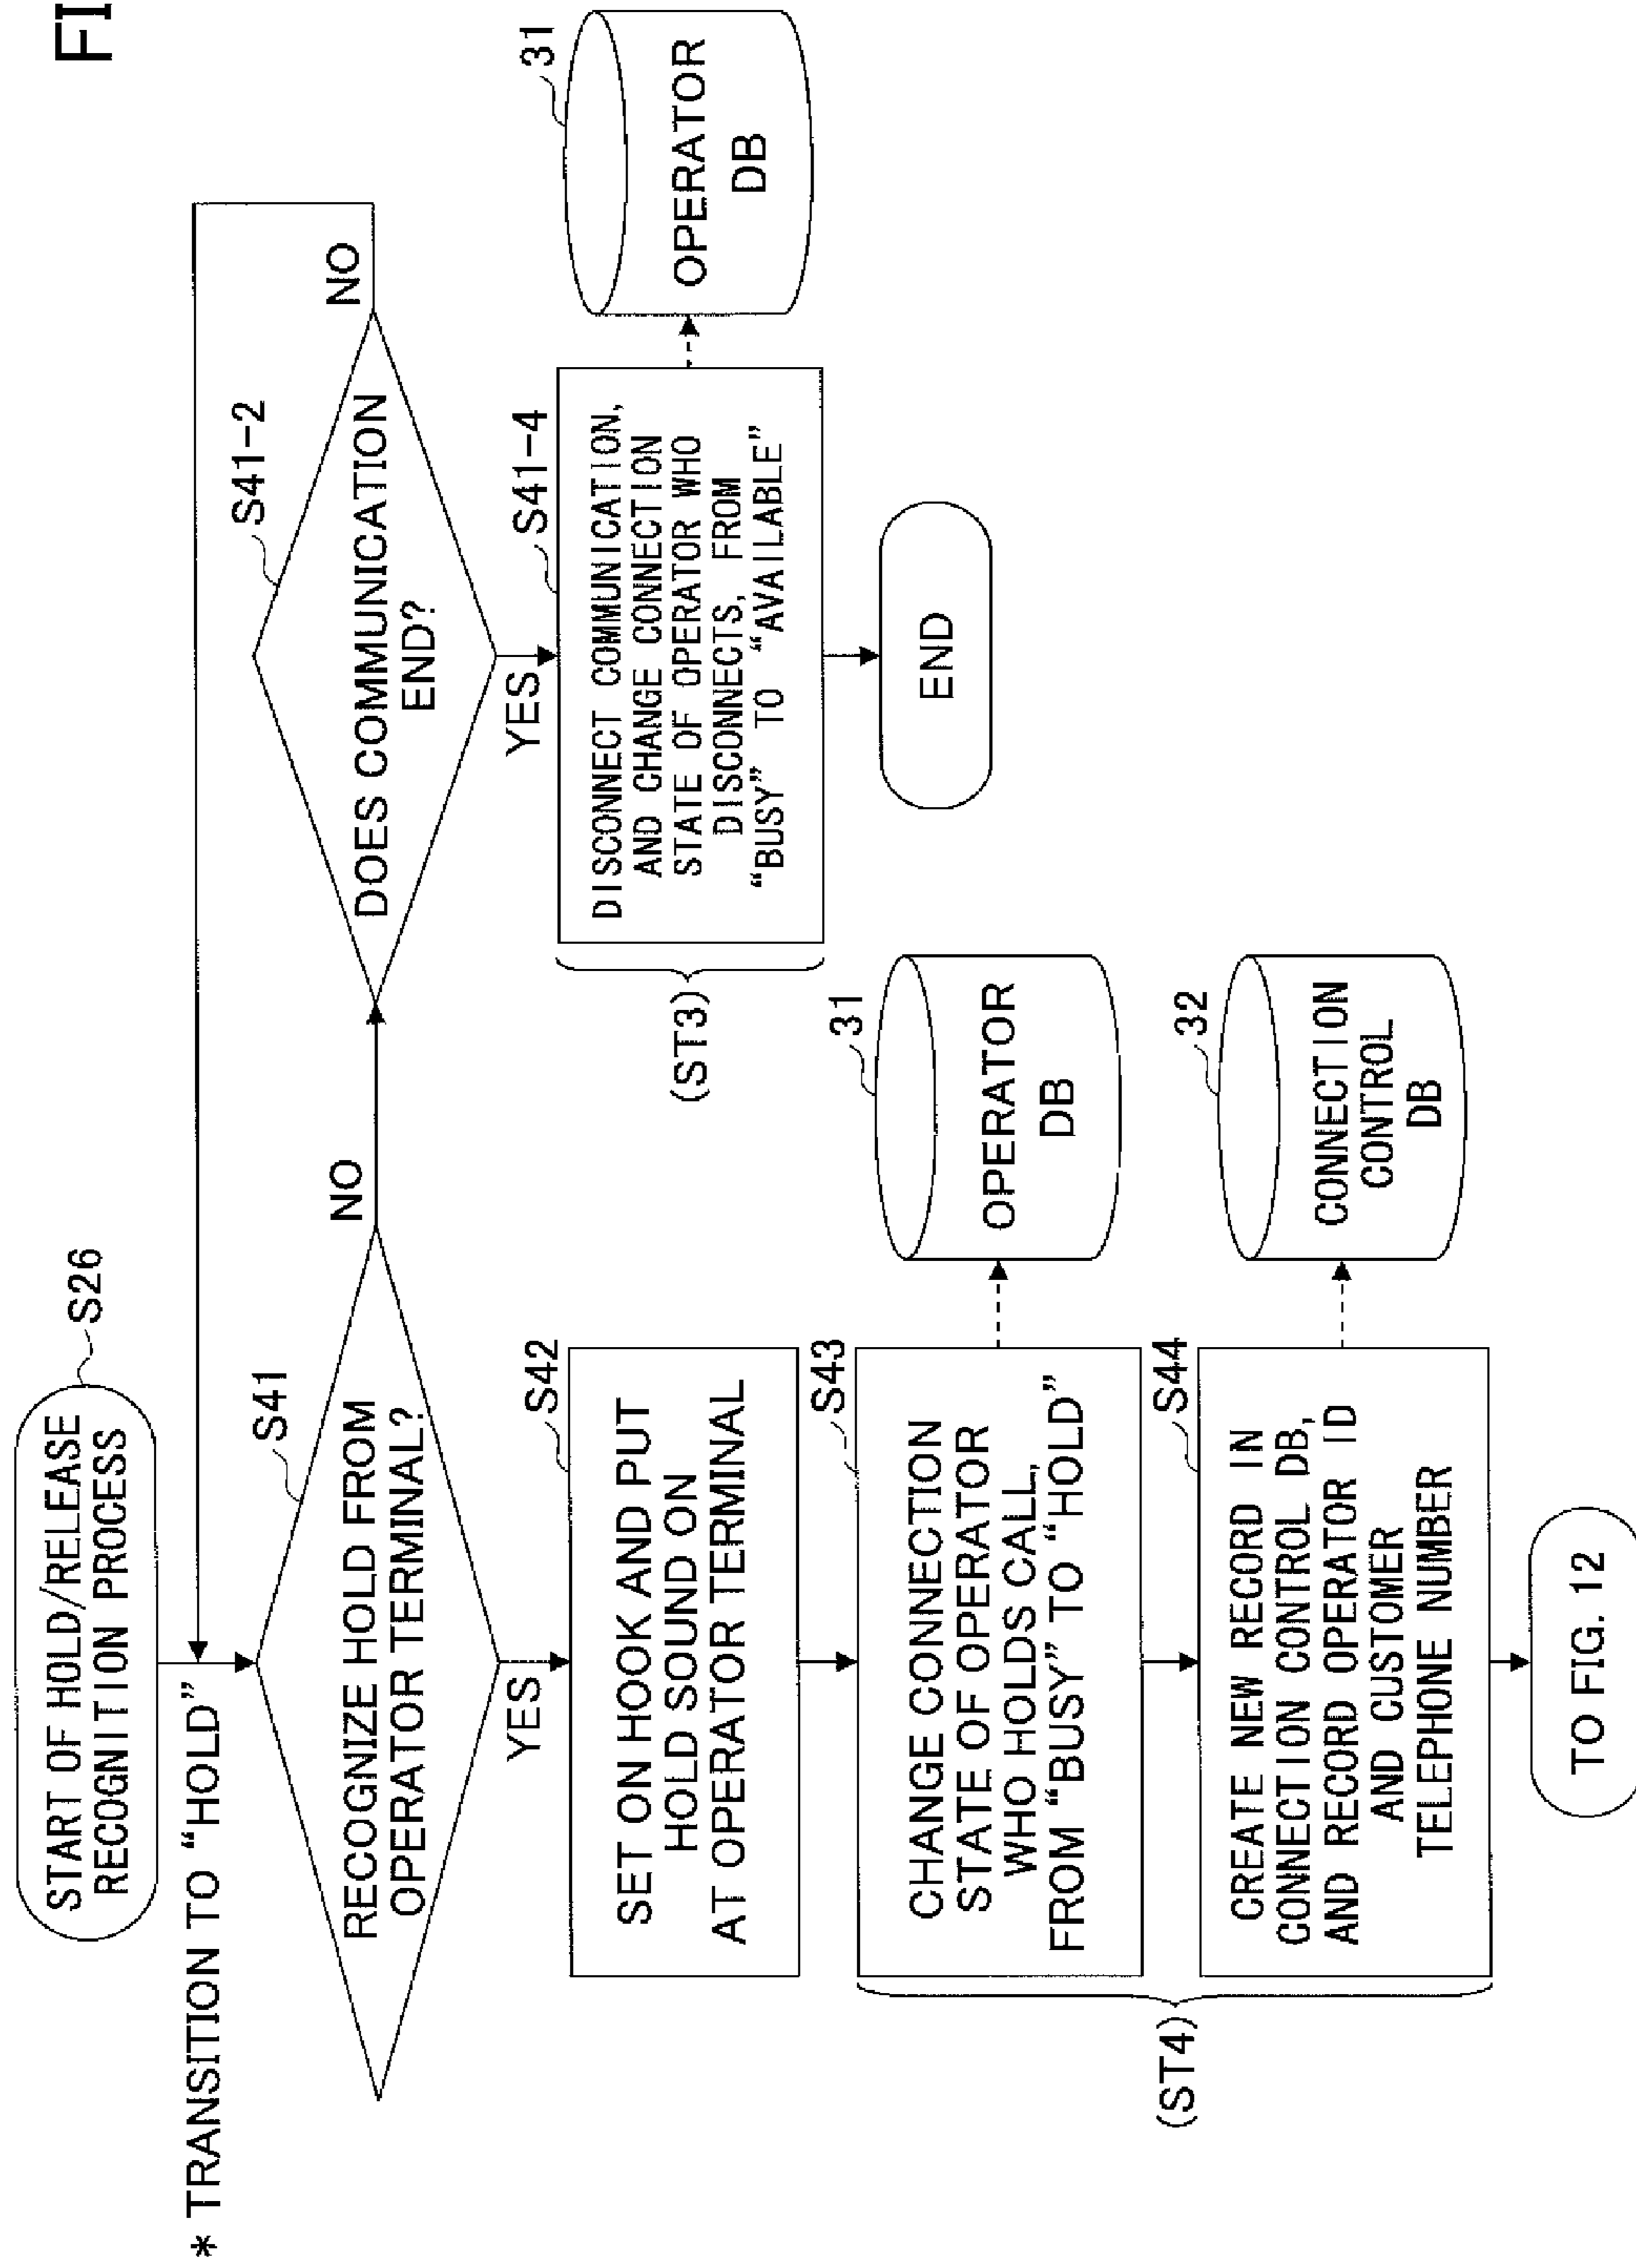 FI
* TRANSITION TO “HOLD”
START OF HOLD/RELEASE
RECOGNITION PROCESS
S26
RECOGNIZE HOLD FROM
OPERATOR TERMINAL?
S41
NO
YES
DOES COMMUNICATION
END?
S41-2
NO
YES
DISCONNECT COMMUNICATION,
AND CHANGE CONNECTION
STATE OF OPERATOR WHO
DISCONNECTS, FROM
“BUSY” TO “AVAILABLE”
S41-4
(ST3)
OPERATOR
DB
31
END
SET ON HOOK AND PUT
HOLD SOUND ON
AT OPERATOR TERMINAL
S42
CHANGE CONNECTION
STATE OF OPERATOR
WHO HOLDS CALL,
FROM “BUSY” TO “HOLD”
S43
OPERATOR
DB
31
CREATE NEW RECORD IN
CONNECTION CONTROL DB,
AND RECORD OPERATOR ID
AND CUSTOMER
TELEPHONE NUMBER
S44
CONNECTION
CONTROL
DB
32
(ST4)
TO FIG. 12